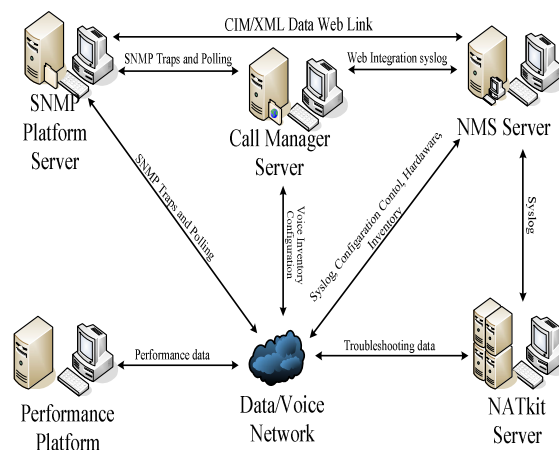 CIM/XML Data Web Link
SNMP Traps and Polling
Web Integration syslog
SNMP
Platform
Server
Call Manager
Server
NMS Server
SNMP Traps and Polling
Voice Inventory
Configuration
Syslog, Configaration Contol, Hardaware,
Inventory
Syslog
Performance data
Troubleshooting data
Performance
Platform
Data/Voice
Network
NATkit
Server